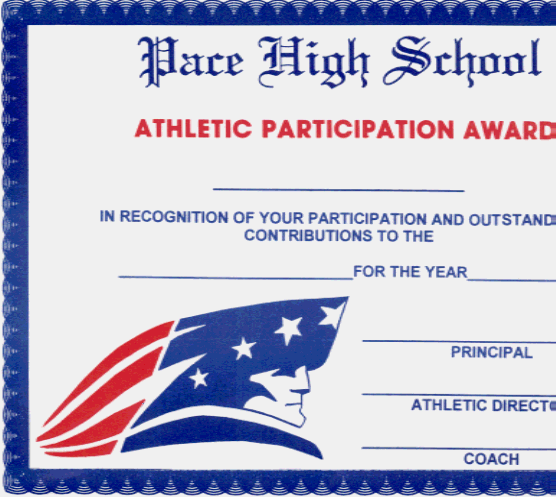 Pace High School
ATHLETIC PARTICIPATION AWARD
IN RECOGNITION OF YOUR PARTICIPATION AND OUTSTAND
CONTRIBUTIONS TO THE
FOR THE YEAR
PRINCIPAL
ATHLETIC DIRECTO
COACH